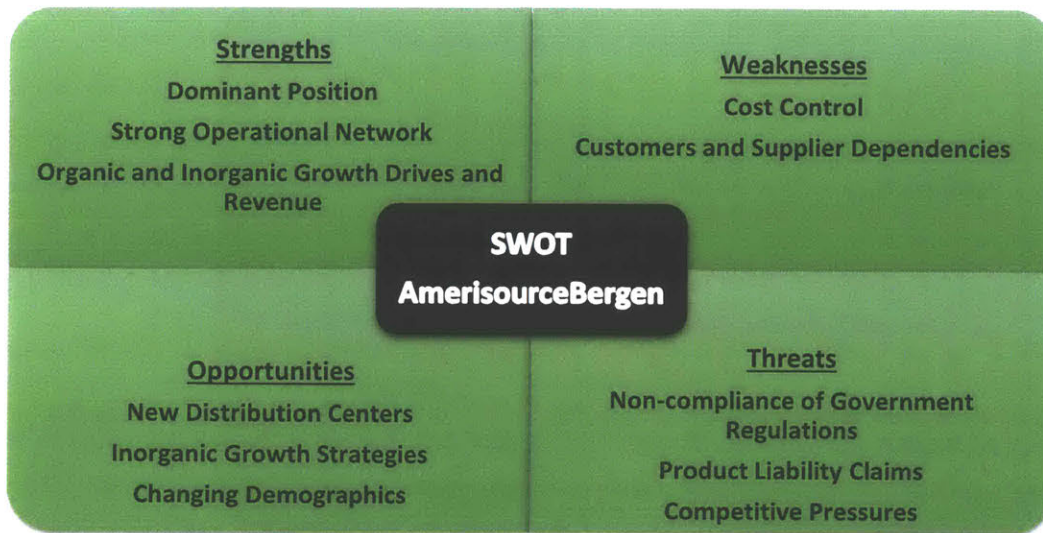 Strengths
Dominant Position
Strong Operational Network
Organic and Inorganic Growth Drives and
Revenue
Weaknesses
Cost Control
Customers and Supplier Dependencies
SWOT
AmerisourceBergen
Opportunities
New Distribution Centers
Inorganic Growth Strategies
Changing Demographics
Threats
Non-compliance of Government
Regulations
Product Liability Claims
Competitive Pressures